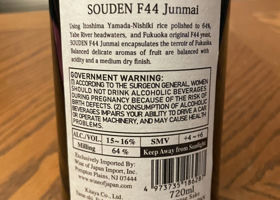 SOUDEN F44 Junmai
Using Itoshima Yamada-Nishiki rice polished to 64%,
Yabe River headwaters, and Fukuoka original F44 yeast,
SOUDEN F44 Junmai encapsulates the terroir of Fukuoka.
Balanced delicate aromas of fruit are balanced with
acidity and a medium dry finish.
GOVERNMENT WARNING:
(1) ACCORDING TO THE SURGEON GENERAL, WOMEN
SHOULD NOT DRINK ALCOHOLIC BEVERAGES
DURING PREGNANCY BECAUSE OF THE RISK OF
BIRTH DEFECTS. (2) CONSUMPTION OF ALCOHOLIC
BEVERAGES IMPAIRS YOUR ABILITY TO DRIVE A CAR
OR OPERATE MACHINERY, AND MAY CAUSE HEALTH
PROBLEMS.
ALC./VOL. 15~16% SMV +4~+6
Milling 64 % Keep Away from Sunlight
Exclusively Imported By:
Wine of Japan Import, Inc.
Pompton Plains, NJ 07444
www.wineofjapan.com
4 973735 186281
720ml